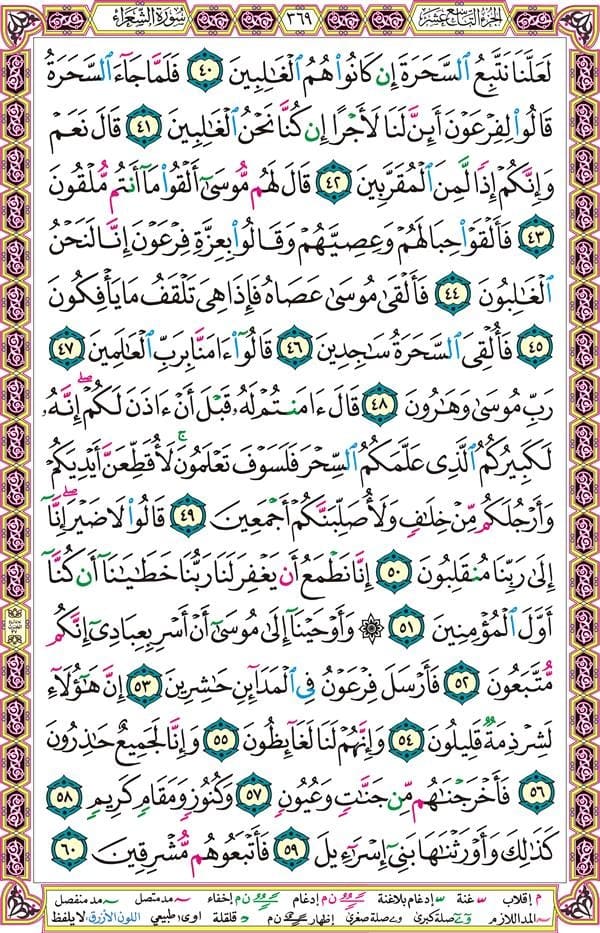 الجزء التاسع عشر ٣٦٩ سورة الشعراء
لَعَلَّنَا نَتَّبِعُ ٱلسَّحَرَةَ إِن كَانُوا۟ هُمُ ٱلْغَٰلِبِينَ ٤٠ فَلَمَّا جَآءَ ٱلسَّحَرَةُ
قَالُوا۟ لِفِرْعَوْنَ أَئِنَّ لَنَا لَأَجْرًا إِن كُنَّا نَحْنُ ٱلْغَٰلِبِينَ ٤١ قَالَ نَعَمْ
وَإِنَّكُمْ إِذًا لَّمِنَ ٱلْمُقَرَّبِينَ ٤٢ قَالَ لَهُم مُّوسَىٰٓ أَلْقُوا۟ مَآ أَنتُم مُّلْقُونَ
٤٣ فَأَلْقَوْا۟ حِبَالَهُمْ وَعِصِيَّهُمْ وَقَالُوا۟ بِعِزَّةِ فِرْعَوْنَ إِنَّا لَنَحْنُ
ٱلْغَٰلِبُونَ ٤٤ فَأَلْقَىٰ مُوسَىٰ عَصَاهُ فَإِذَا هِىَ تَلْقَفُ مَا يَأْفِكُونَ
٤٥ فَأُلْقِىَ ٱلسَّحَرَةُ سَٰجِدِينَ ٤٦ قَالُوٓا۟ ءَامَنَّا بِرَبِّ ٱلْعَٰلَمِينَ ٤٧
رَبِّ مُوسَىٰ وَهَٰرُونَ ٤٨ قَالَ ءَامَنتُمْ لَهُۥ قَبْلَ أَنْ ءَاذَنَ لَكُمْ ۖ إِنَّهُۥ
لَكَبِيرُكُمُ ٱلَّذِى عَلَّمَكُمُ ٱلسِّحْرَ فَلَسَوْفَ تَعْلَمُونَ ۚ لَأُقَطِّعَنَّ أَيْدِيَكُمْ
وَأَرْجُلَكُم مِّنْ خِلَٰفٍ وَلَأُصَلِّبَنَّكُمْ أَجْمَعِينَ ٤٩ قَالُوا۟ لَا ضَيْرَ ۖ إِنَّآ
إِلَىٰ رَبِّنَا مُنقَلِبُونَ ٥٠ إِنَّا نَطْمَعُ أَن يَغْفِرَ لَنَا رَبُّنَا خَطَٰيَٰنَآ أَن كُنَّآ
أَوَّلَ ٱلْمُؤْمِنِينَ ٥١ ۞ وَأَوْحَيْنَآ إِلَىٰ مُوسَىٰٓ أَنْ أَسْرِ بِعِبَادِىٓ إِنَّكُم
مُّتَّبَعُونَ ٥٢ فَأَرْسَلَ فِرْعَوْنُ فِى ٱلْمَدَآئِنِ حَٰشِرِينَ ٥٣ إِنَّ هَٰٓؤُلَآءِ
لَشِرْذِمَةٌ قَلِيلُونَ ٥٤ وَإِنَّهُمْ لَنَا لَغَآئِظُونَ ٥٥ وَإِنَّا لَجَمِيعٌ حَٰذِرُونَ
٥٦ فَأَخْرَجْنَٰهُم مِّن جَنَّٰتٍ وَعُيُونٍ ٥٧ وَكُنُوزٍ وَمَقَامٍ كَرِيمٍ ٥٨
كَذَٰلِكَ وَأَوْرَثْنَٰهَا بَنِىٓ إِسْرَٰٓءِيلَ ٥٩ فَأَتْبَعُوهُم مُّشْرِقِينَ ٦٠
م إقلاب غنة إدغام بلاغنة ن م إدغام ن م إخفاء مد متصل مد منفصل
المد اللازم صلة كبرى صلة صغرى إظهار ن م قلقلة اوى طبيعي اللون الأزرق لا يلفظ